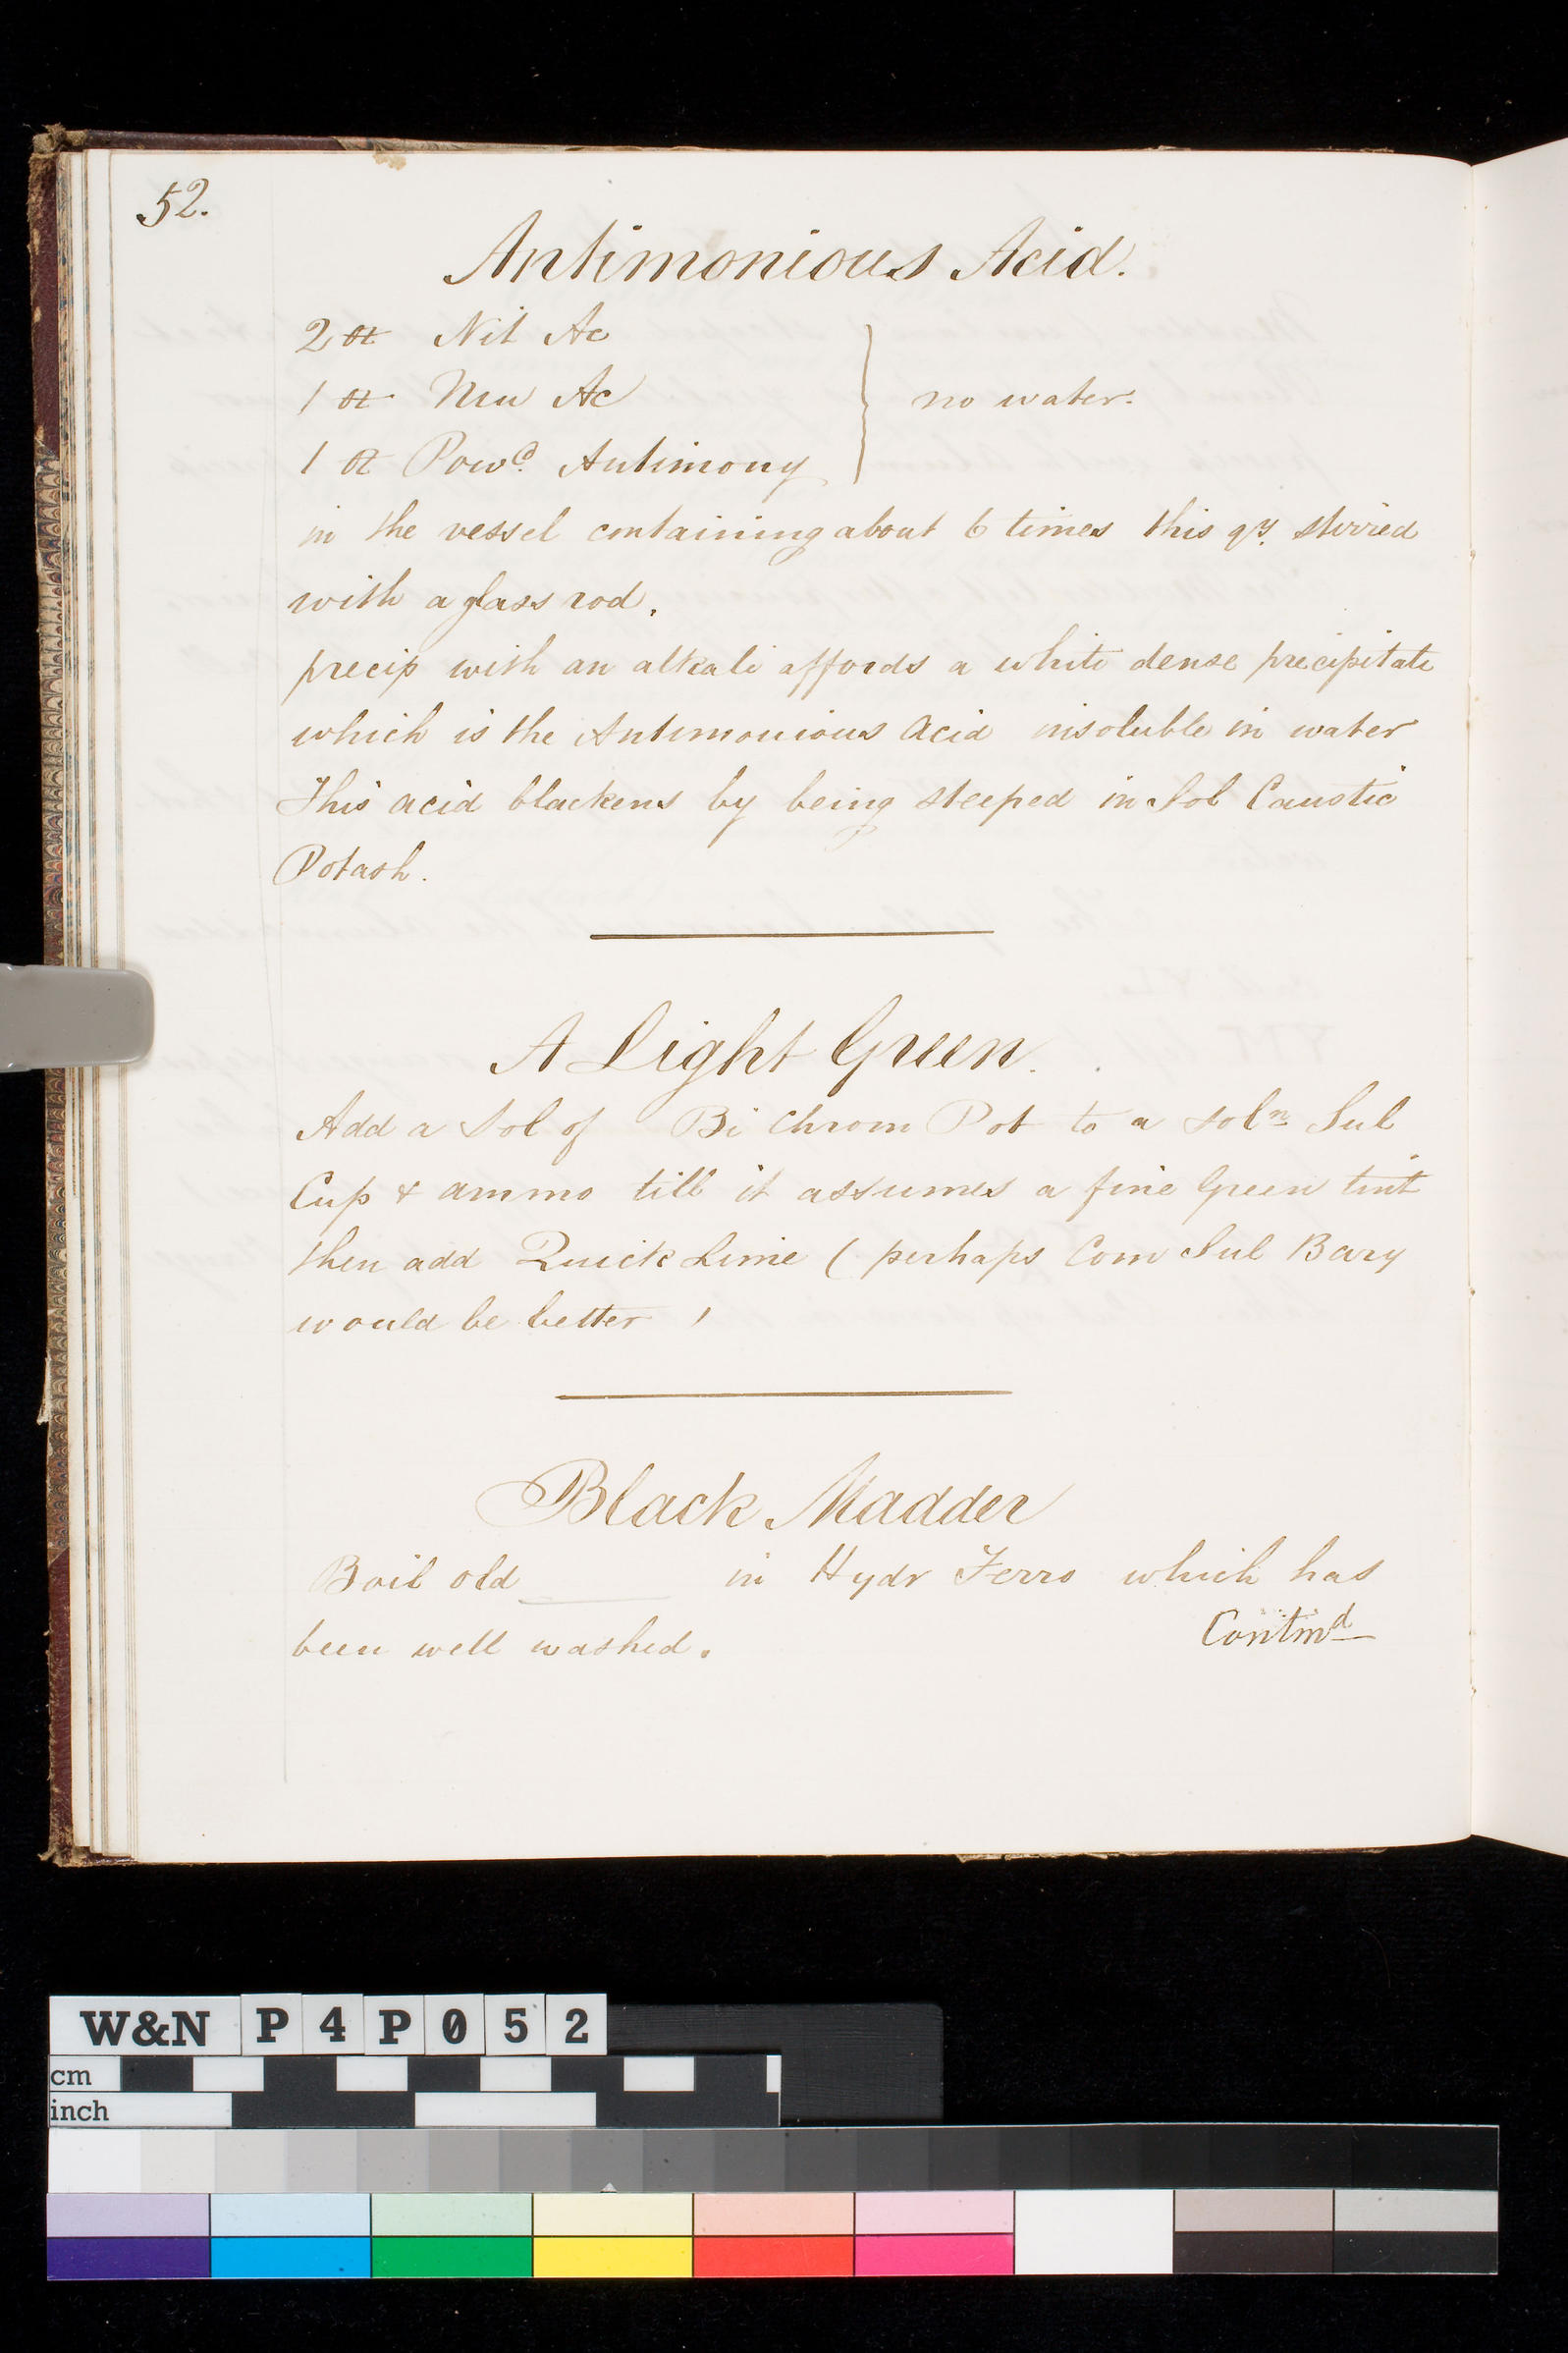 52.
Antimonious Acid.
2 oz Nit Ac
1 oz Mu Ac
1 oz Powd. Antimony
no water.
in the vessel containing about 6 times this qy. stirred
with a glass rod.
precip with an alkali affords a white dense precipitate
which is the Antimonious Acid insoluble in water
This acid blackens by being steeped in Sol Caustic
Potash.
A Light Green.
Add a Sol of Bi Chrom Pot to a soln Sul
Cup & ammo till it assumes a fine Green tint
then add Quick Lime ( perhaps Com Sul Bary
would be better )
Black Madder
Boil old in Hydr Ferro which has
been well washed.
Contmd
W&N P4P052
cm
inch